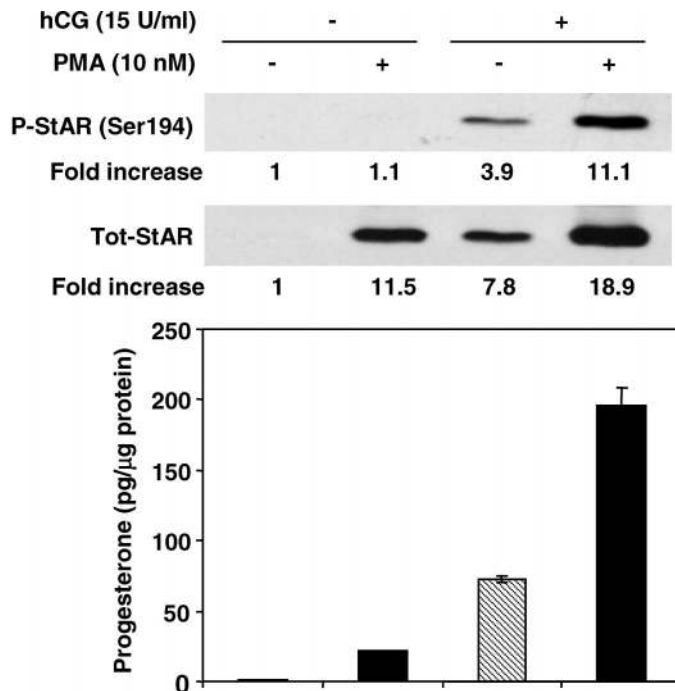 hCG (15 U/ml) - +
PMA (10 nM) - + - +
P-StAR (Ser194)
Fold increase 1 1.1 3.9 11.1
Tot-StAR
Fold increase 1 11.5 7.8 18.9
Progesterone (pg/μg protein)
250
200
150
100
50
0